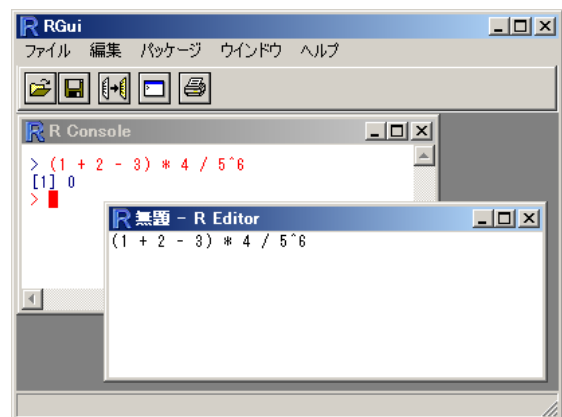 RGui
ファイル 編集 パッケージ ウインドウ ヘルプ
R Console
> (1 + 2 - 3) * 4 / 5^6
[1] 0
>
無題 - R Editor
(1 + 2 - 3) * 4 / 5^6